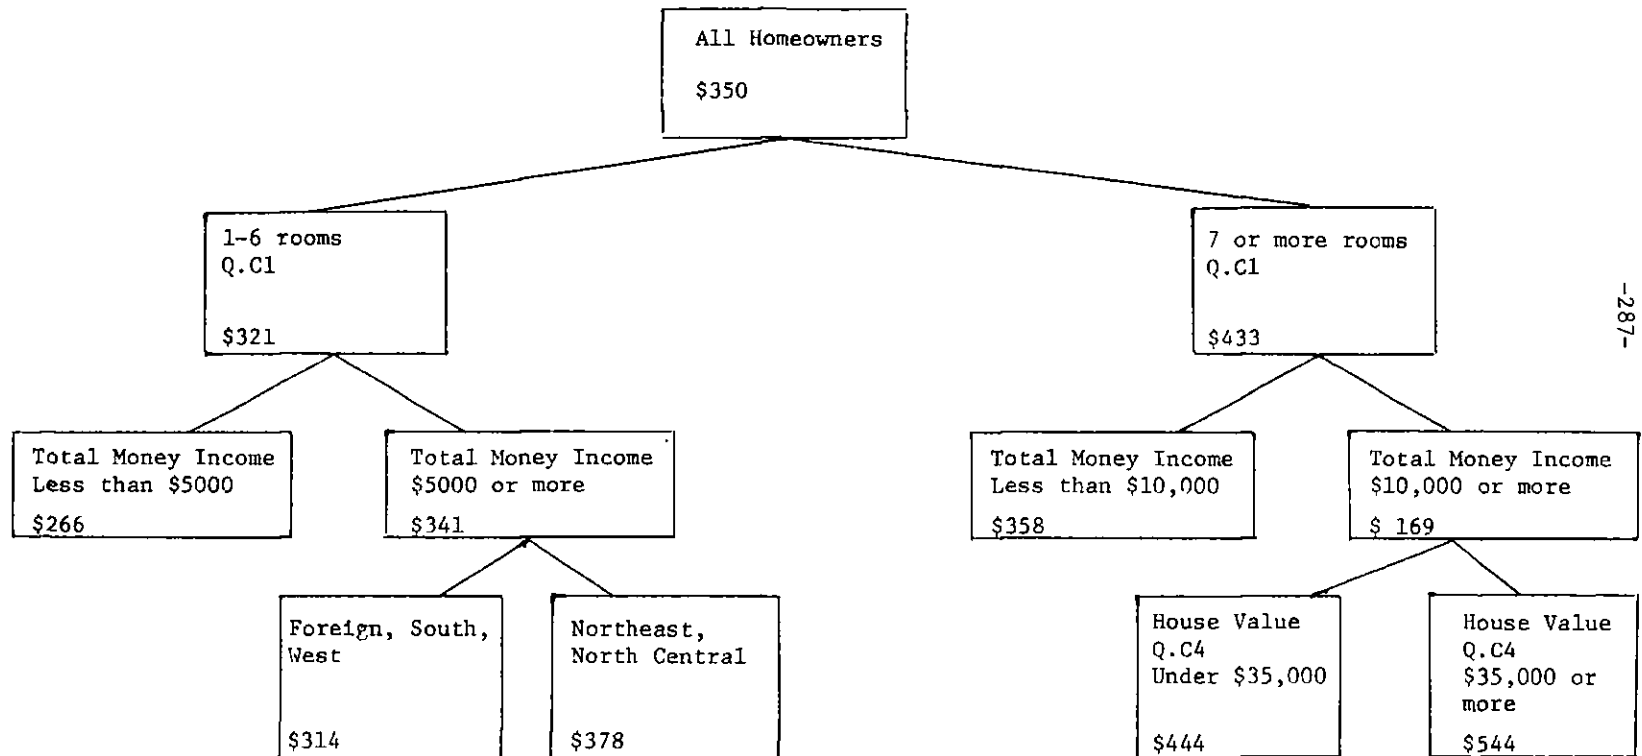 All Homeowners
$350
1-6 rooms
Q.C1
$321
7 or more rooms
Q.C1
$433
-287-
Total Money Income
Less than $5000
$266
Total Money Income
$5000 or more
$341
Total Money Income
Less than $10,000
$358
Total Money Income
$10,000 or more
$ 169
Foreign, South,
West
$314
Northeast,
North Central
$378
House Value
Q.C4
Under $35,000
$444
House Value
Q.C4
$35,000 or
more
$544